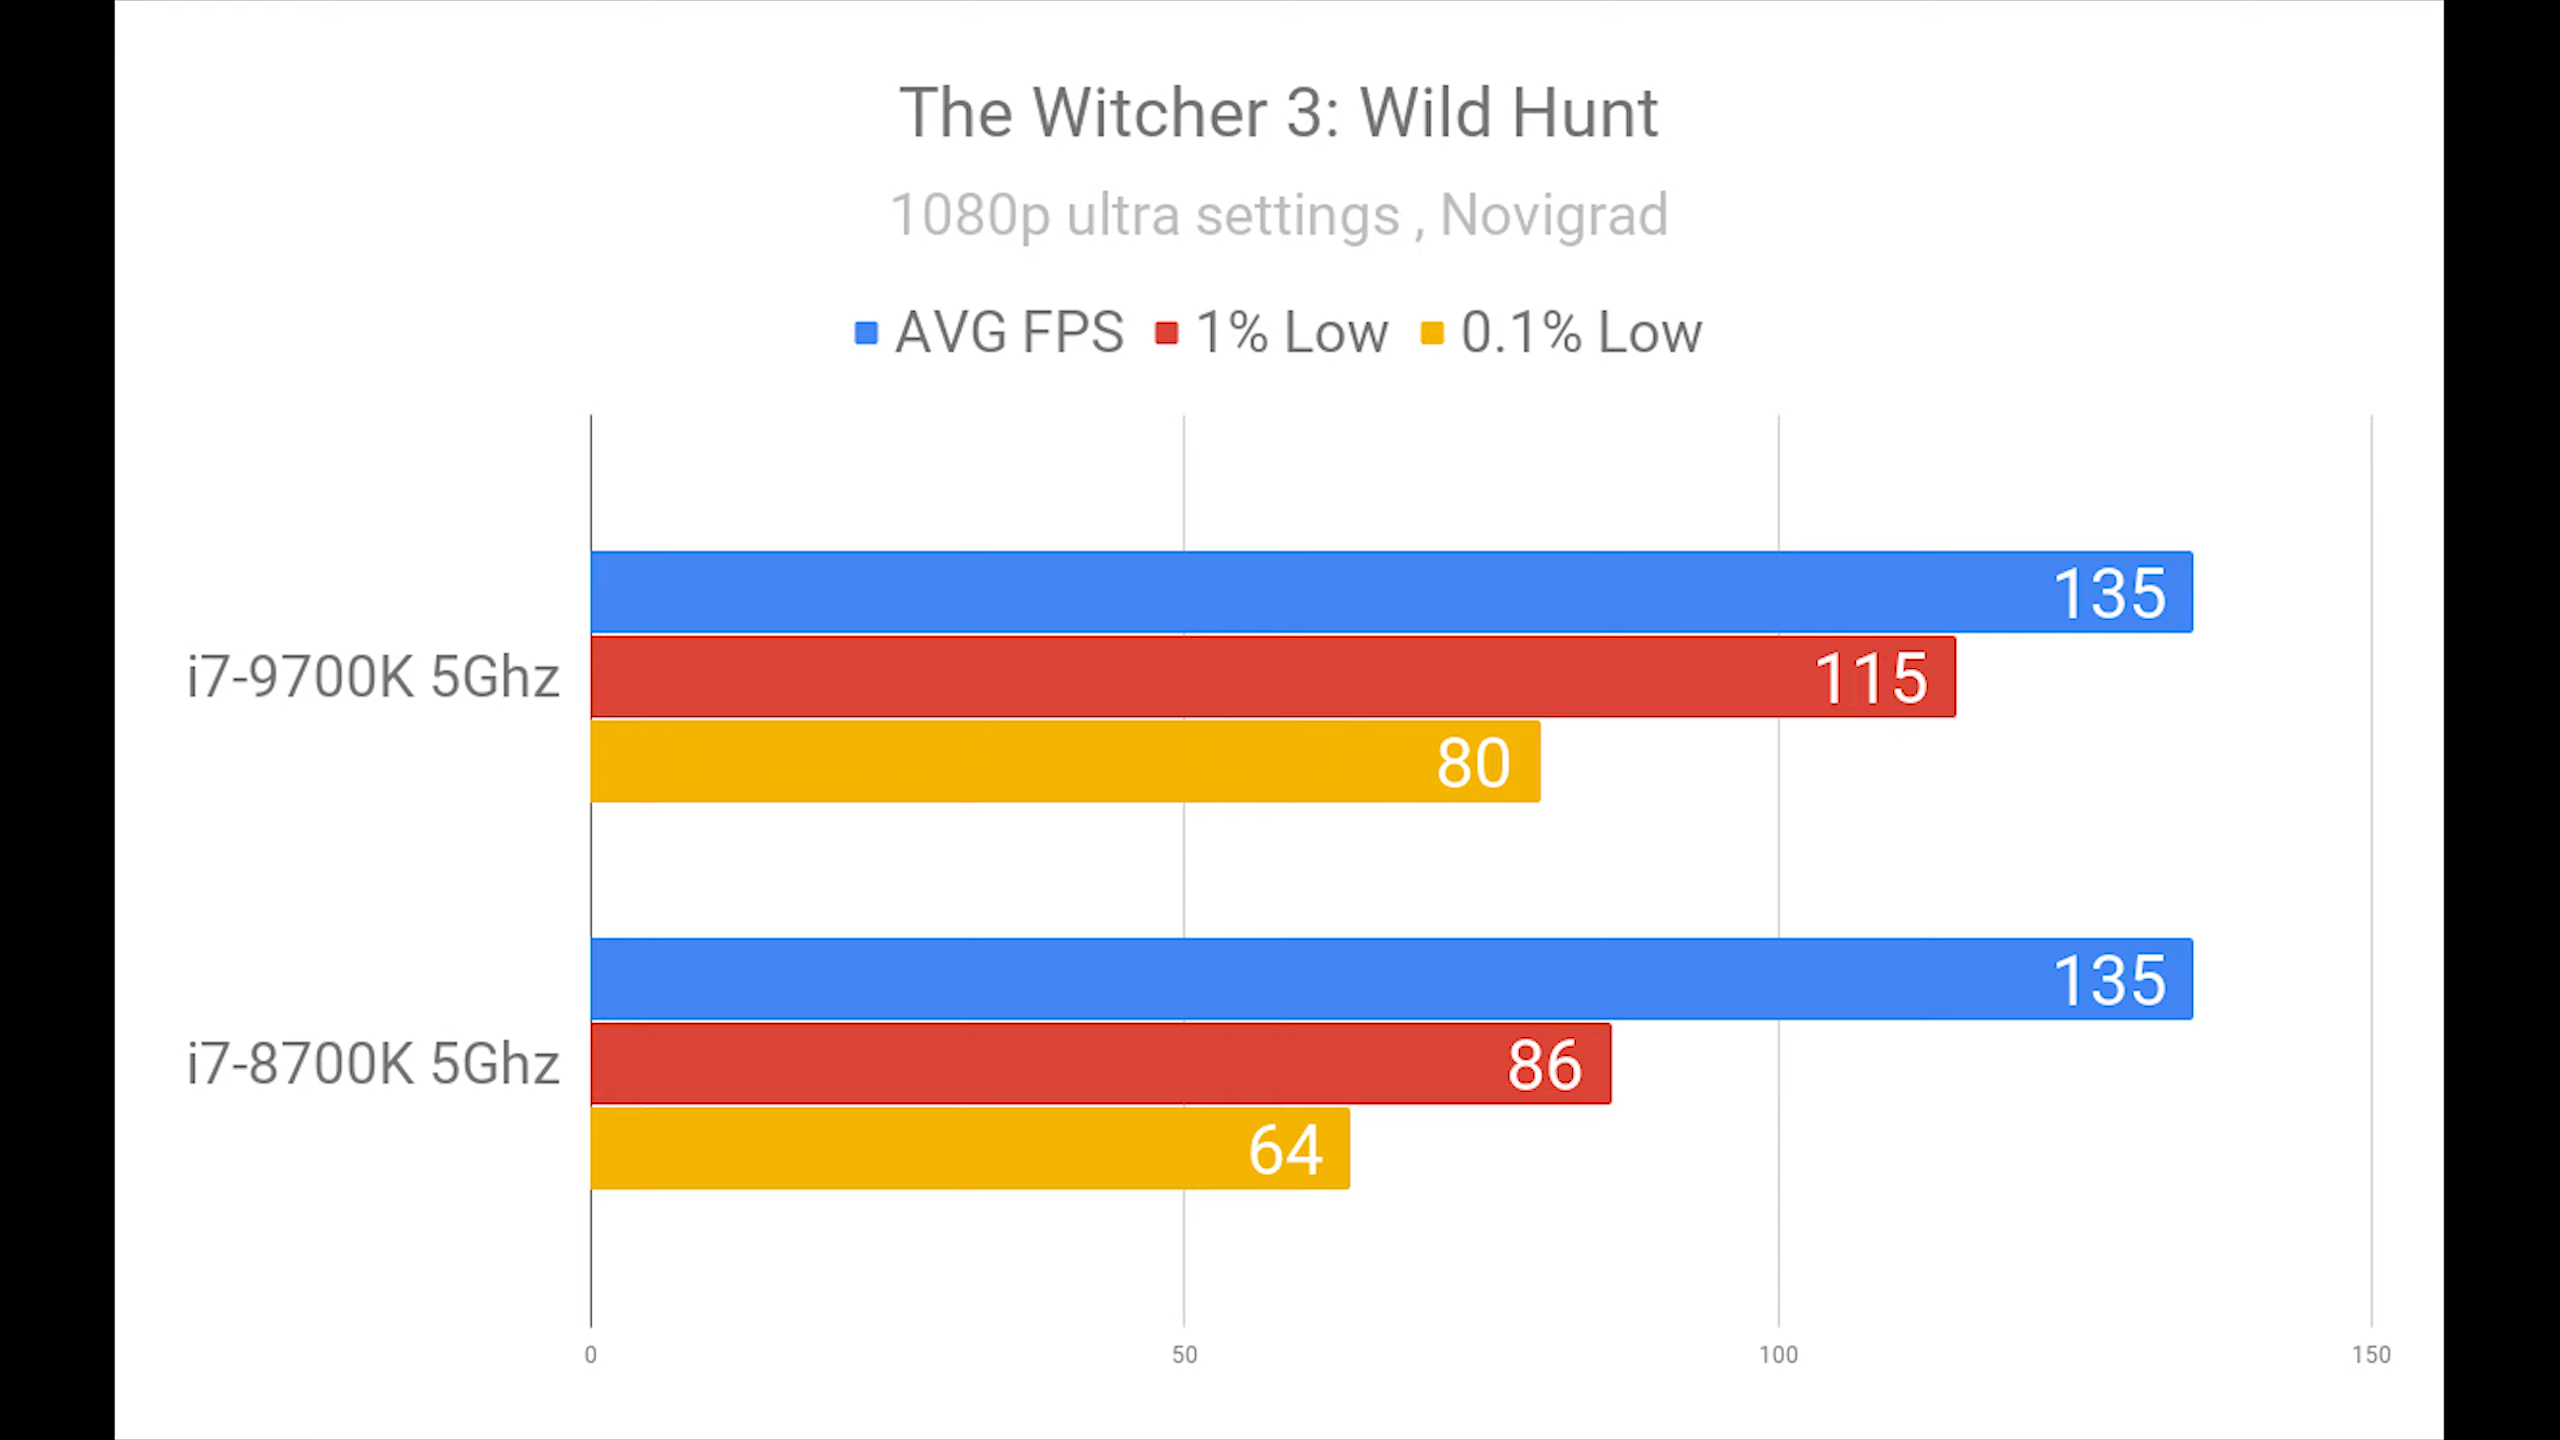 The Witcher 3: Wild Hunt
1080p ultra settings , Novigrad
AVG FPS 1% Low 0.1% Low
135
i7-9700K 5Ghz 115
80
135
i7-8700K 5Ghz 86
64
0 50 100 150